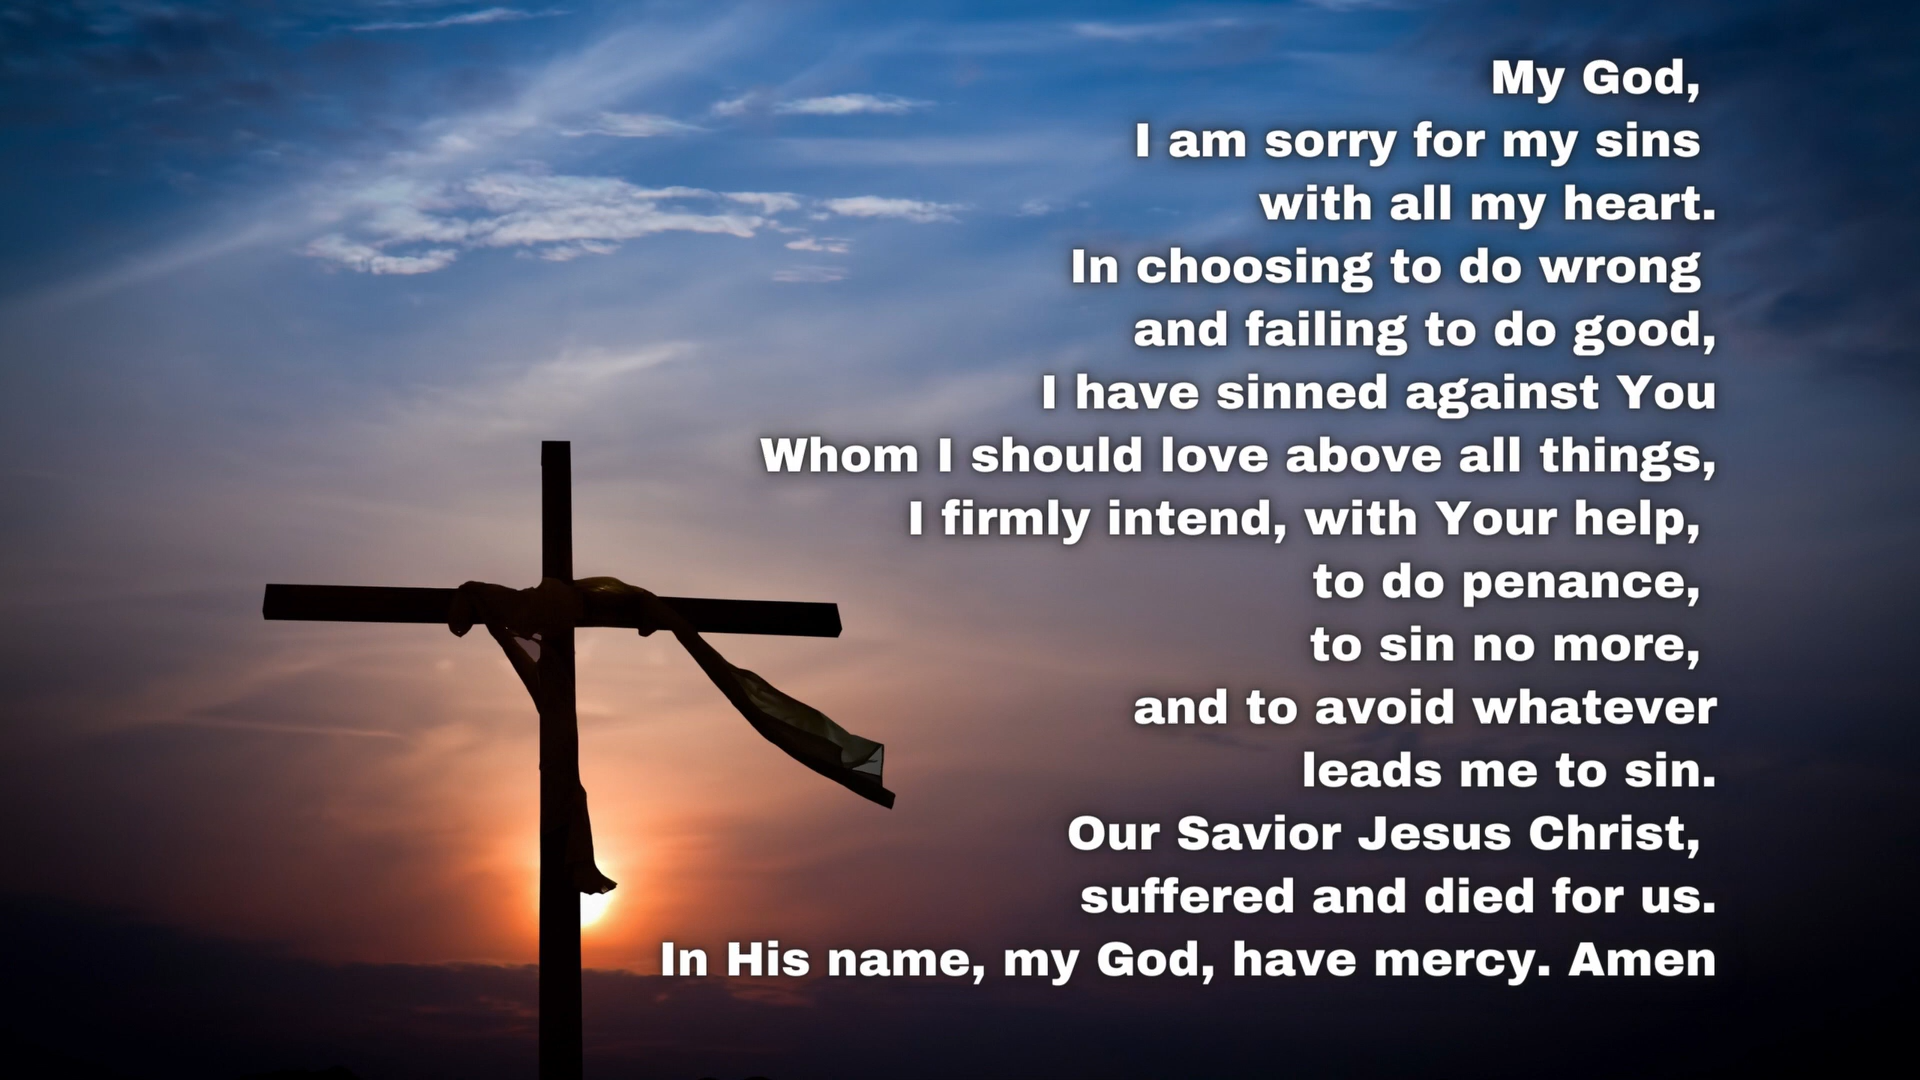 My God,
I am sorry for my sins
with all my heart.
In choosing to do wrong
and failing to do good,
I have sinned against You
Whom I should love above all things,
I firmly intend, with Your help,
to do penance,
to sin no more,
and to avoid whatever
leads me to sin.
Our Savior Jesus Christ,
suffered and died for us.
In His name, my God, have mercy. Amen